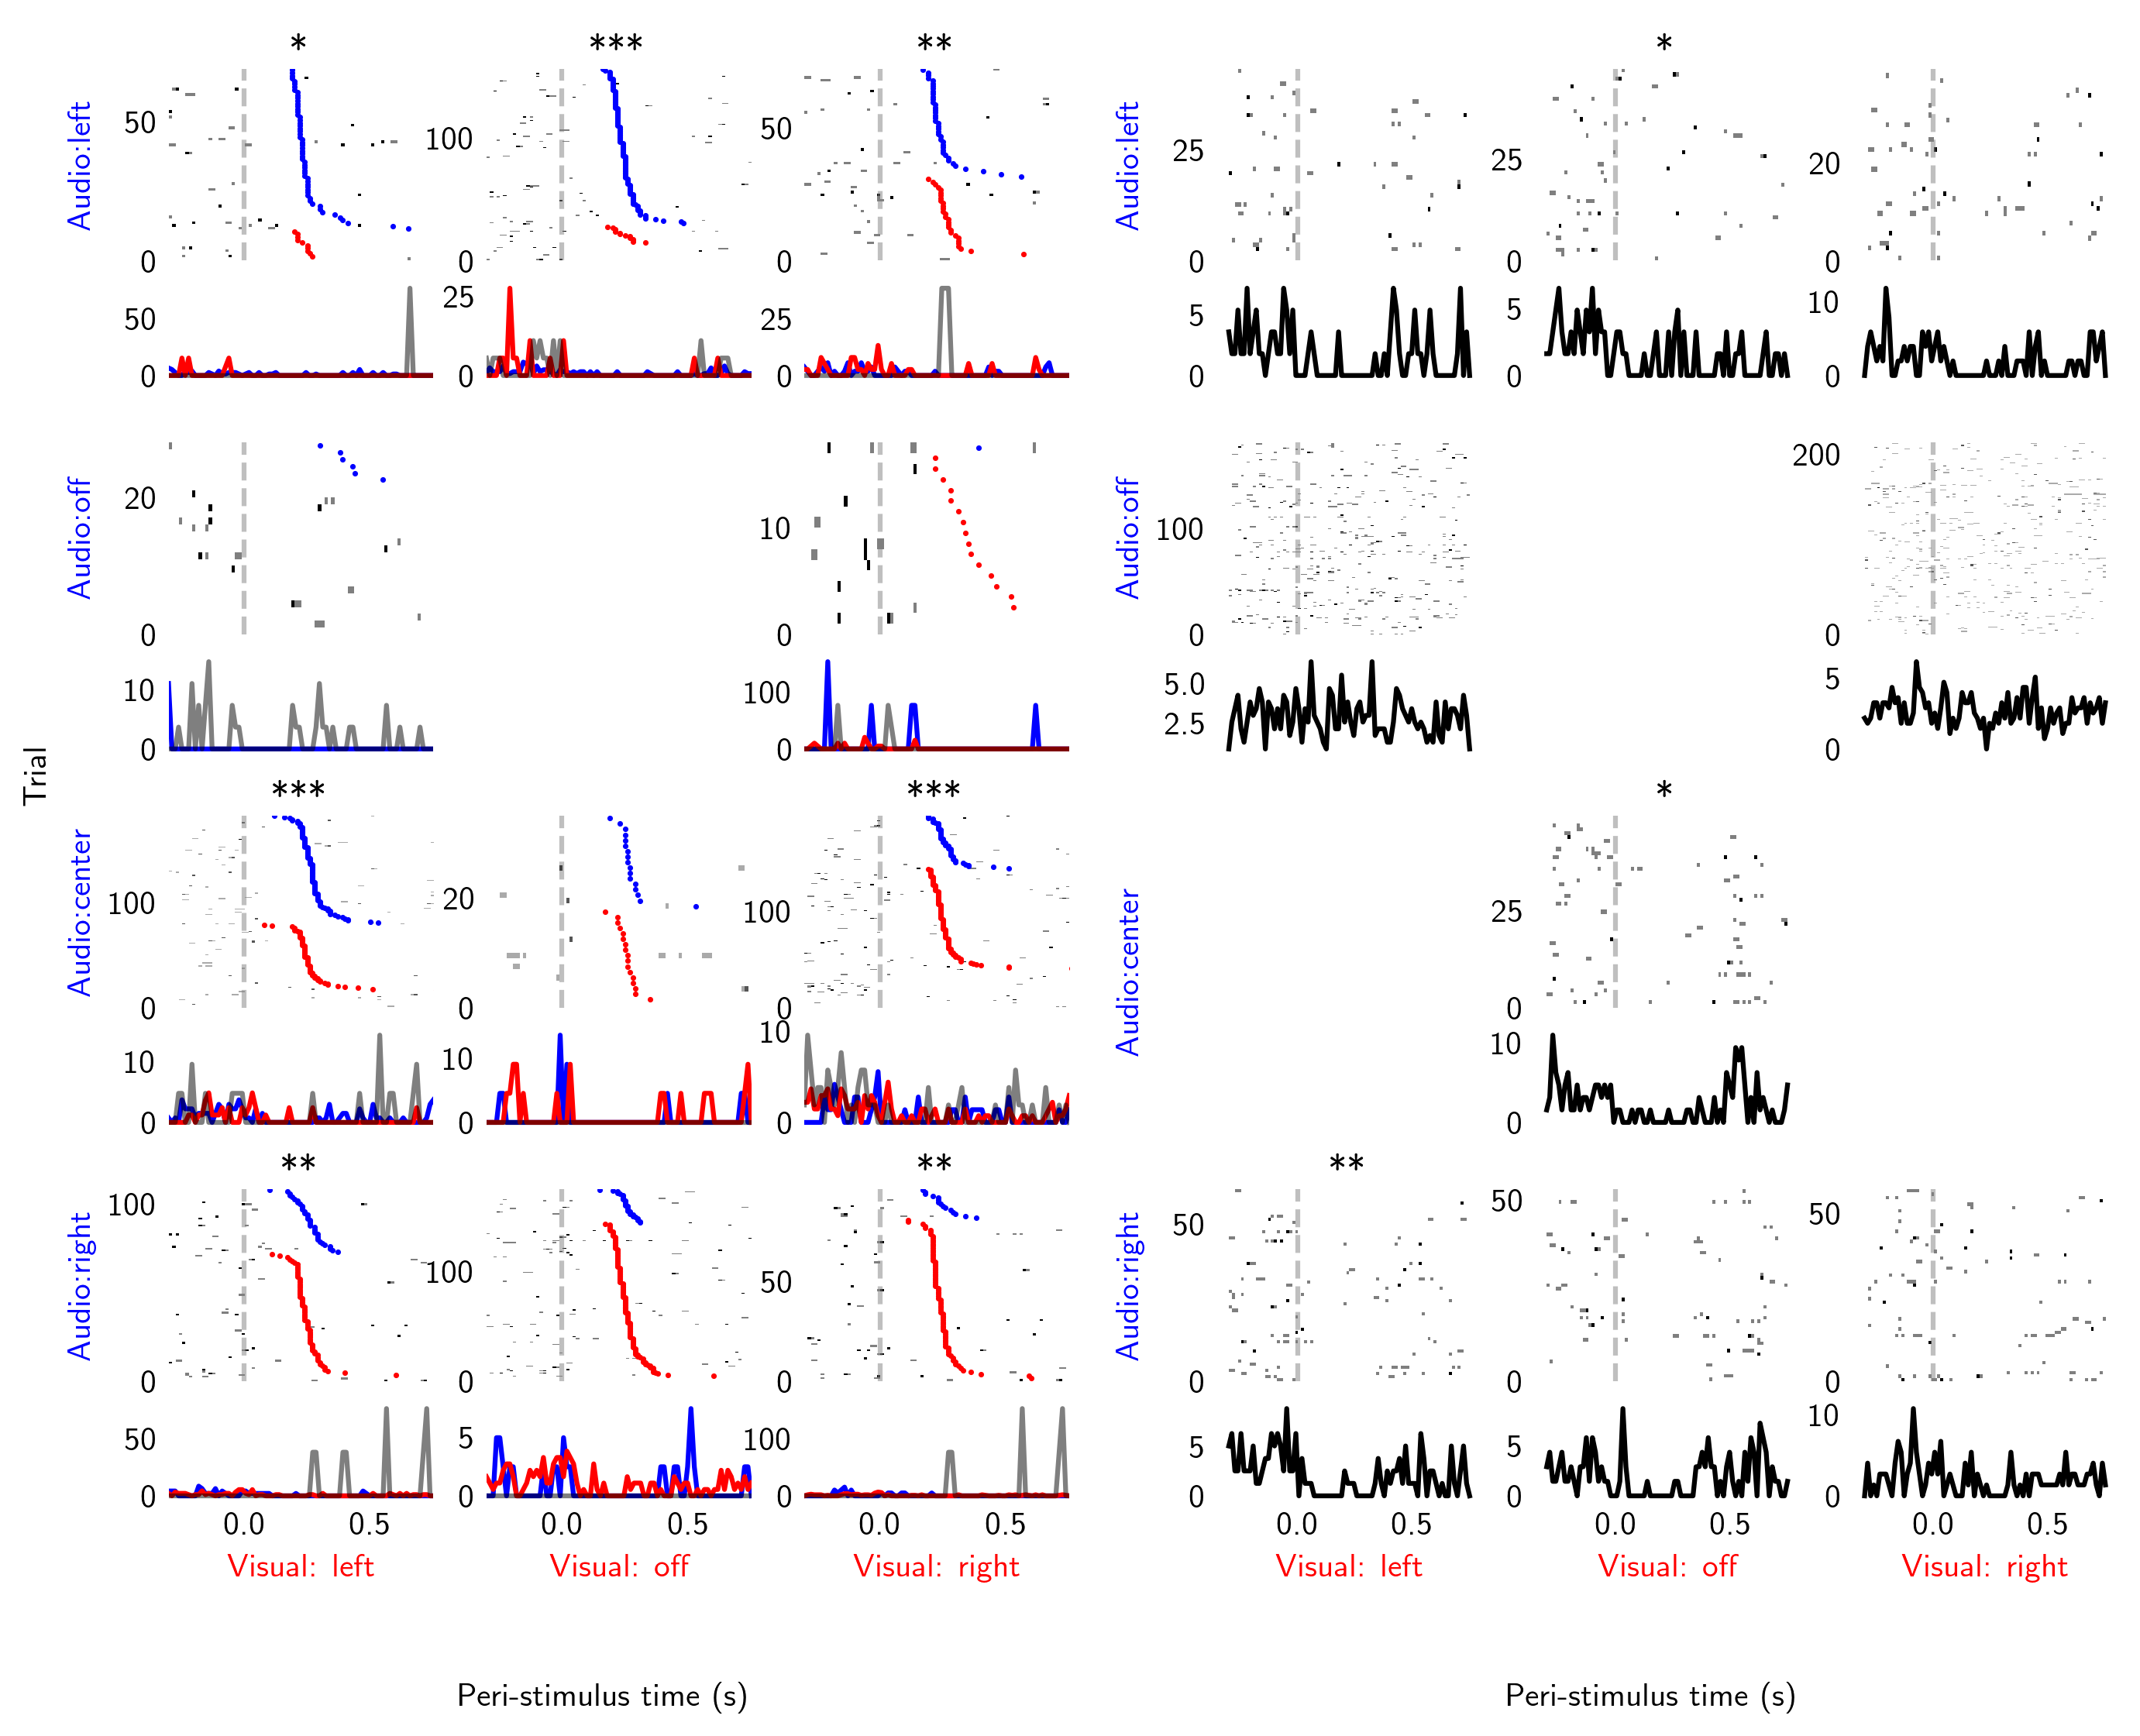 * *** ** *
Audio:left 50 0 100 0 50 0 Audio:left 25 0 25 0 20 0
50 0 25 0 25 0 5 0 5 0 10 0
Audio:off 20 0 10 0 Audio:off 100 0 200 0
10 0 100 0 5.0 2.5 5 0
Trial
*** *** *
Audio:center 100 0 20 0 100 0 Audio:center 25 0
10 0 10 0 10 0 10 0
** ** **
Audio:right 100 0 100 0 50 0 Audio:right 50 0 50 0 50 0
50 0 5 0 100 0 5 0 5 0 10 0
0.0 0.5 0.0 0.5 0.0 0.5 0.0 0.5 0.0 0.5 0.0 0.5
Visual: left Visual: off Visual: right Visual: left Visual: off Visual: right
Peri-stimulus time (s) Peri-stimulus time (s)